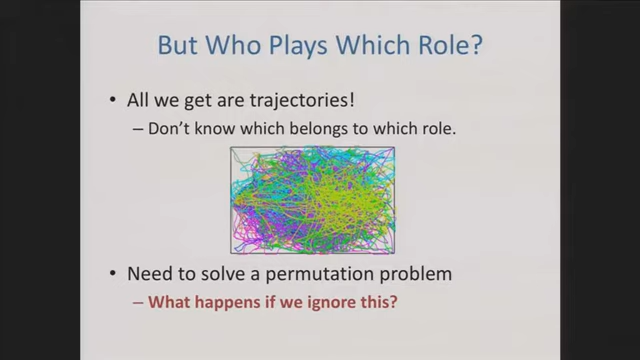 But Who Plays Which Role?
• All we get are trajectories!
– Don't know which belongs to which role.
• Need to solve a permutation problem
– What happens if we ignore this?